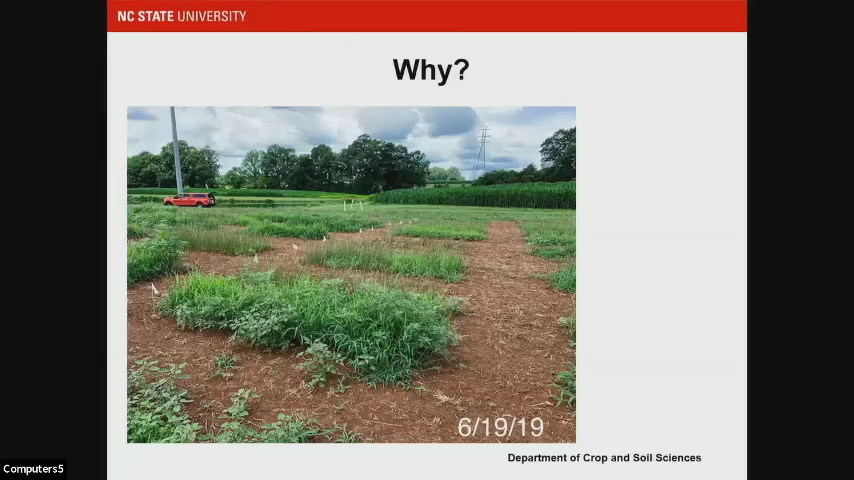 NC STATE UNIVERSITY
Why?
6/19/19
Department of Crop and Soil Sciences
Computers5